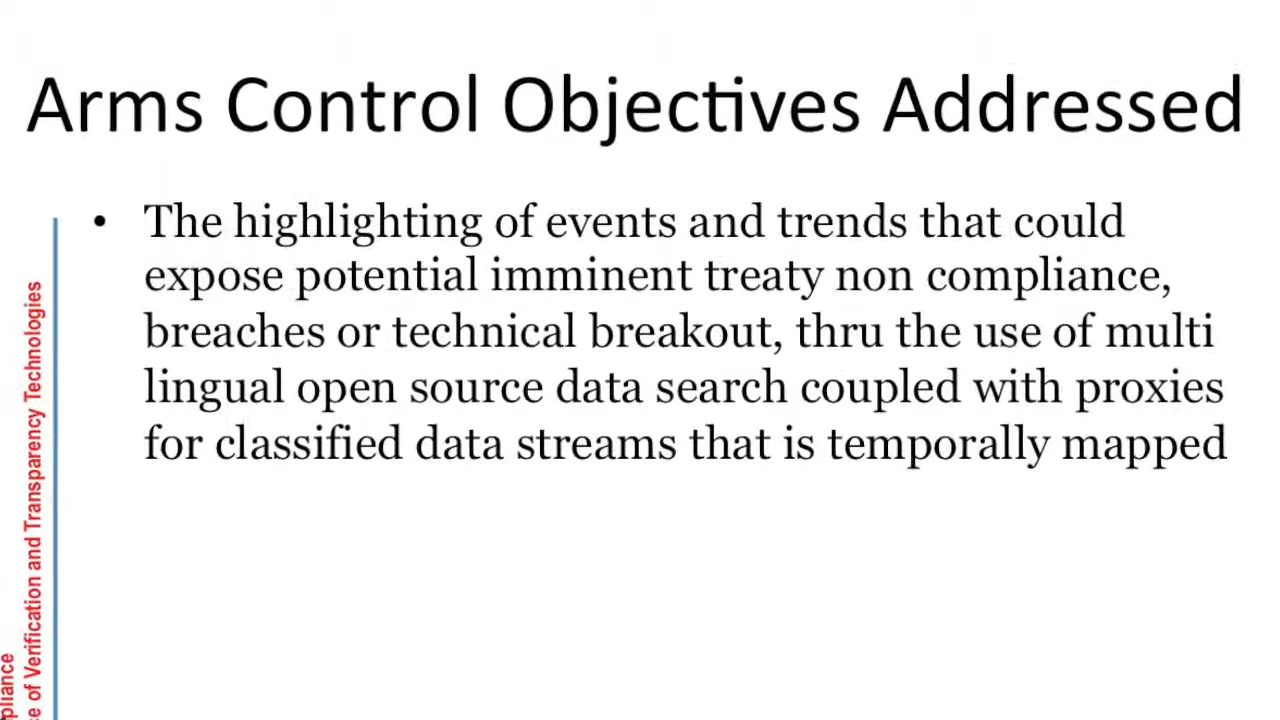 Arms Control Objectives Addressed
• The highlighting of events and trends that could
expose potential imminent treaty non compliance,
breaches or technical breakout, thru the use of multi
lingual open source data search coupled with proxies
for classified data streams that is temporally mapped
of Verification and Transparency Technologies